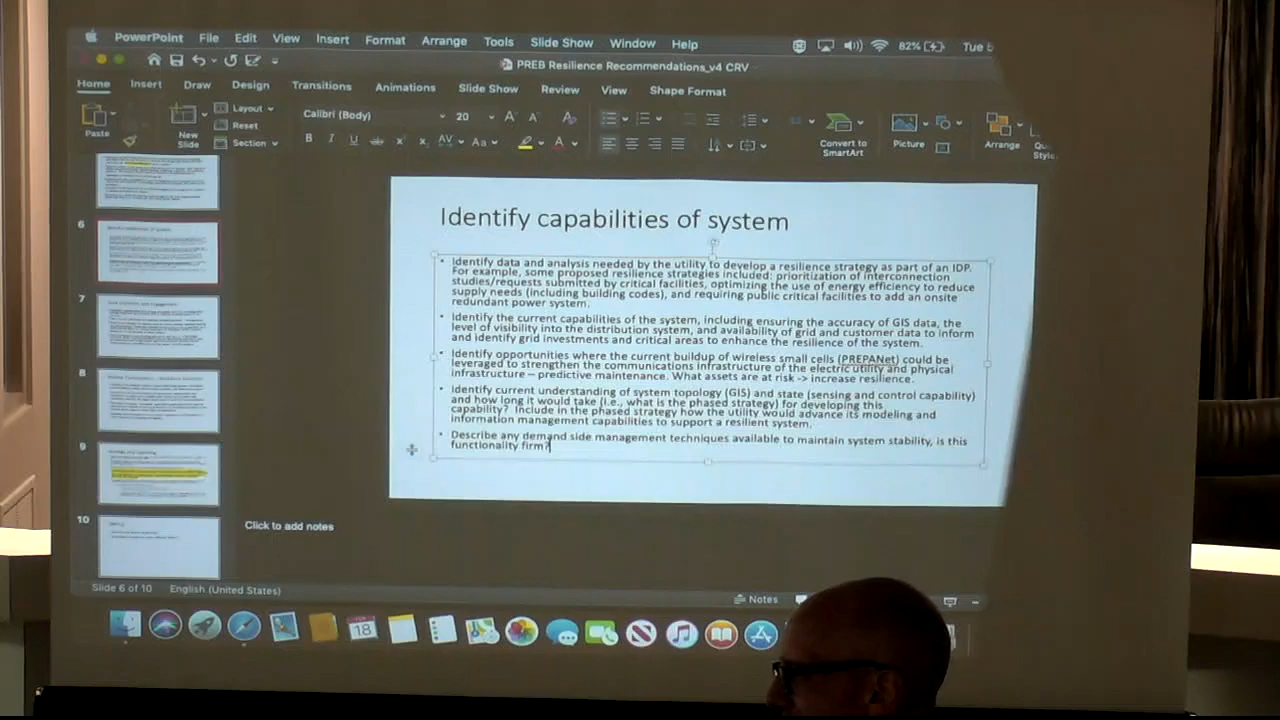 PowerPoint File Edit View Insert Format Arrange Tools Slide Show Window Help 82% Tue
PREB Resilience Recommendations_v4 CRV
Home Insert Draw Design Transitions Animations Slide Show Review View Shape Format
Paste
New Slide
Layout
Reset
Section
Calibri (Body) 20
B I U abc X X AV Aa A
Convert to SmartArt
Picture
Arrange
6
7
8
9
10
Identify capabilities of system
• Identify data and analysis needed by the utility to develop a resilience strategy as part of an IDP.
For example, some proposed resilience strategies included: prioritization of interconnection
studies/requests submitted by critical facilities, optimizing the use of energy efficiency to reduce
supply needs (including building codes), and requiring public critical facilities to add an onsite
redundant power system.
• Identify the current capabilities of the system, including ensuring the accuracy of GIS data, the
level of visibility into the distribution system, and availability of grid and customer data to inform
and identify grid investments and critical areas to enhance the resilience of the system.
• Identify opportunities where the current buildup of wireless small cells (PREPANet) could be
leveraged to strengthen the communications infrastructure of the electric utility and physical
infrastructure – predictive maintenance. What assets are at risk -> increase resilience.
• Identify current understanding of system topology (GIS) and state (sensing and control capability)
and how long it would take (i.e., what is the phased strategy) for developing this
capability? Include in the phased strategy how the utility would advance its modeling and
information management capabilities to support a resilient system.
• Describe any demand side management techniques available to maintain system stability, is this
functionality firm?
Click to add notes
Slide 6 of 10 English (United States) Notes
18